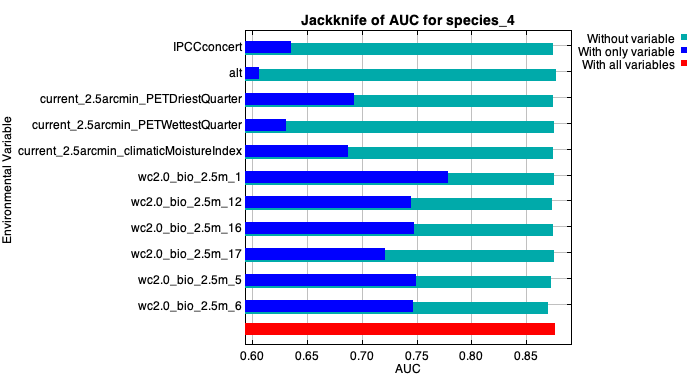 Jackknife of AUC for species_4
Without variable
With only variable
With all variables
Environmental Variable
IPCCconcert
alt
current_2.5arcmin_PETDriestQuarter
current_2.5arcmin_PETWettestQuarter
current_2.5arcmin_climaticMoistureIndex
wc2.0_bio_2.5m_1
wc2.0_bio_2.5m_12
wc2.0_bio_2.5m_16
wc2.0_bio_2.5m_17
wc2.0_bio_2.5m_5
wc2.0_bio_2.5m_6
0.60 0.65 0.70 0.75 0.80 0.85
AUC